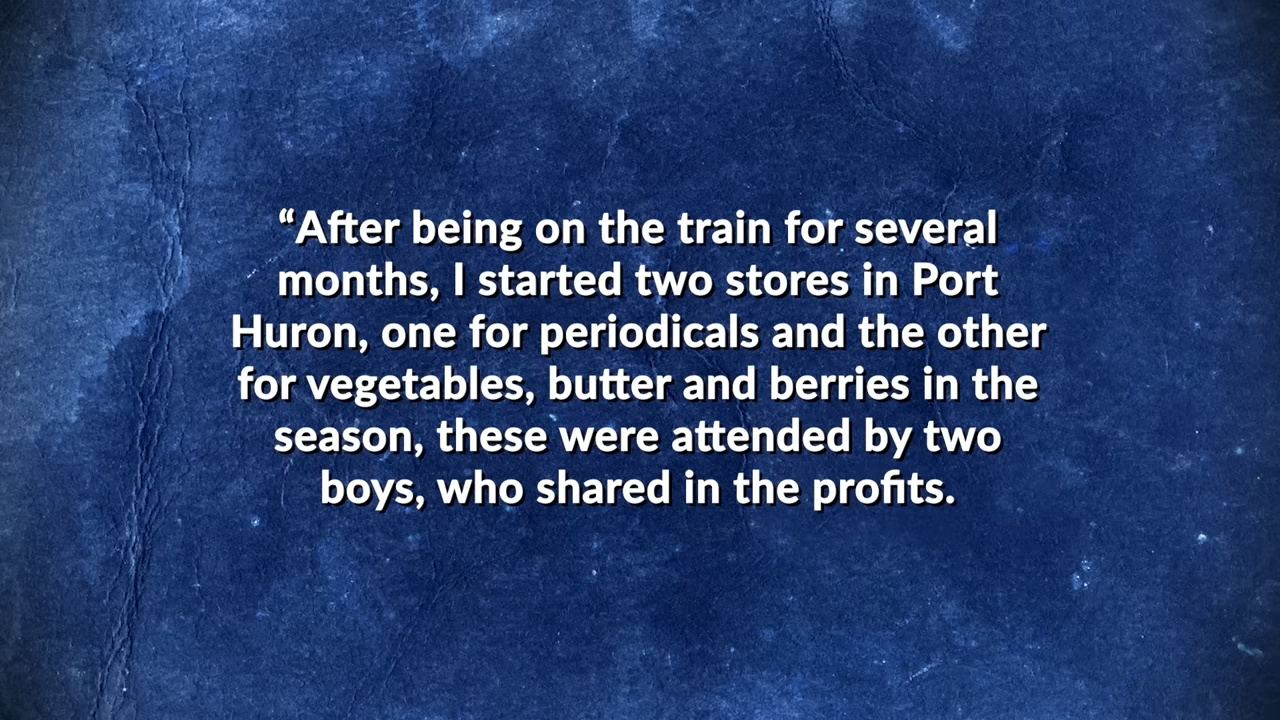 “After being on the train for several
months, I started two stores in Port
Huron, one for periodicals and the other
for vegetables, butter and berries in the
season, these were attended by two
boys, who shared in the profits.